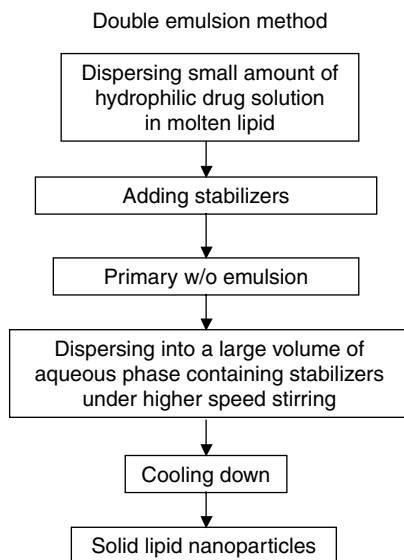 Double emulsion method
Dispersing small amount of
hydrophilic drug solution
in molten lipid
Adding stabilizers
Primary w/o emulsion
Dispersing into a large volume of
aqueous phase containing stabilizers
under higher speed stirring
Cooling down
Solid lipid nanoparticles